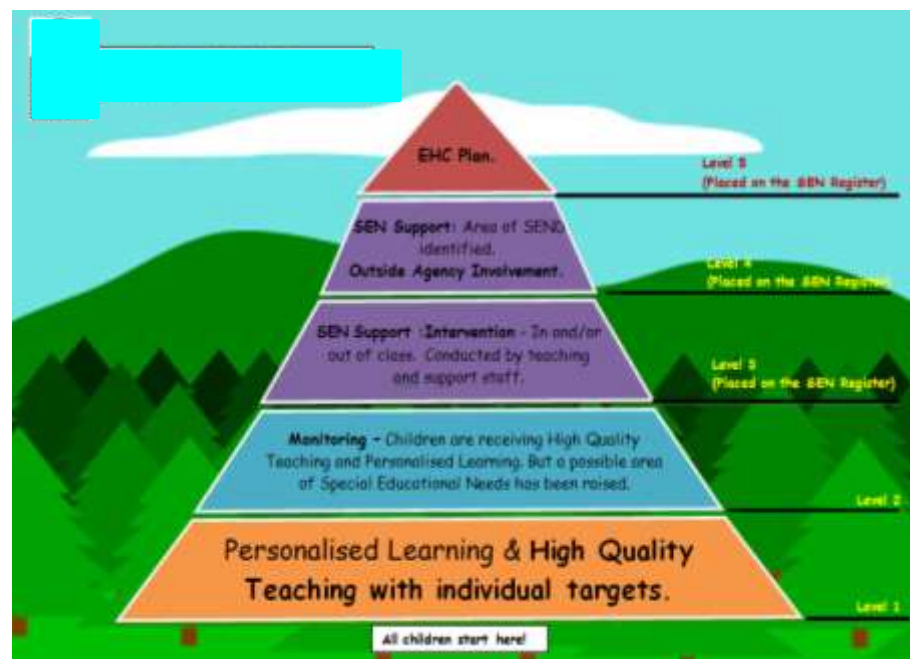 EHC Plan.
Level 5
(Placed on the SEN Register)
SEN Support: Area of SEND
identified.
Outside Agency Involvement.
Level 4
(Placed on the SEN Register)
SEN Support :Intervention - In and/or
out of class. Conducted by teaching
and support staff.
Level 3
(Placed on the SEN Register)
Monitoring - Children are receiving High Quality
Teaching and Personalised Learning. But a possible area
of Special Educational Needs has been raised.
Level 2
Personalised Learning & High Quality
Teaching with individual targets.
Level 1
All children start here!